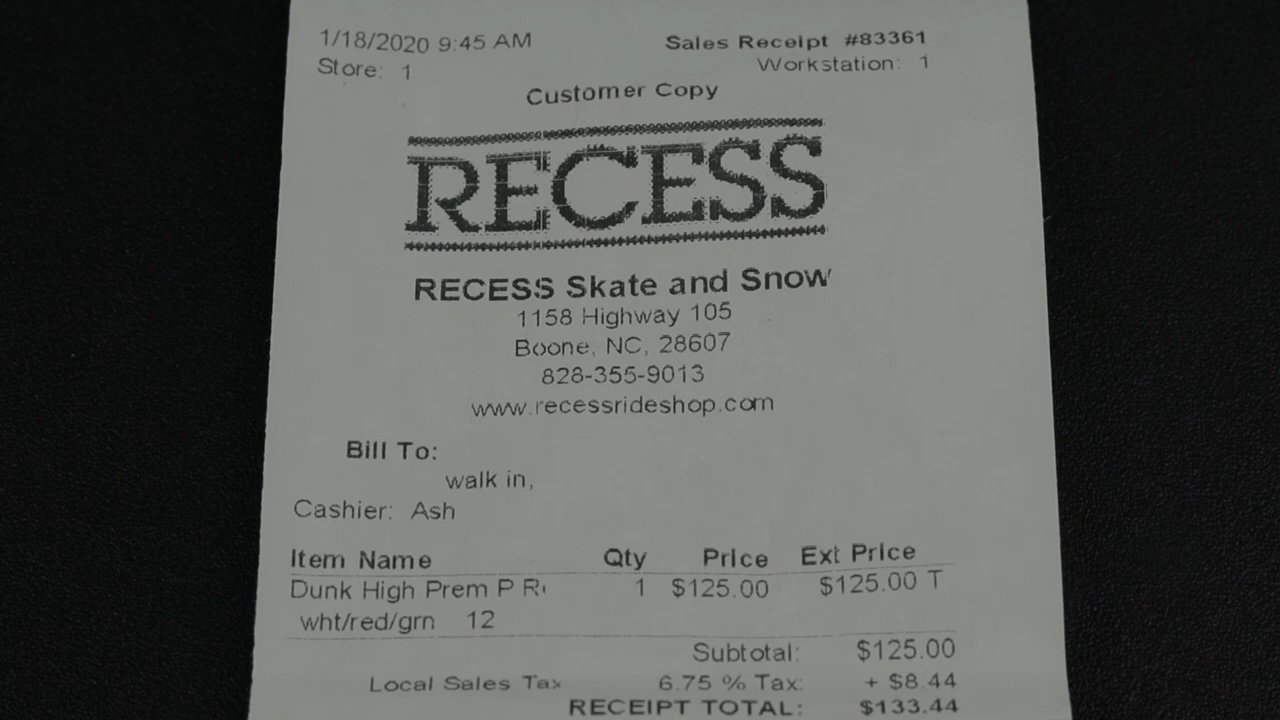 1/18/2020 9:45 AM Sales Receipt #83361
Store: 1 Workstation: 1
Customer Copy
RECESS
RECESS Skate and Snow
1158 Highway 105
Boone, NC, 28607
828-355-9013
www.recessrideshop.com
Bill To:
walk in,
Cashier: Ash
Item Name Qty Price Ext Price
Dunk High Prem P 1 $125.00 $125.00 T
wht/red/grn 12
Subtotal: $125.00
Local Sales Tax 6.75 % Tax: + $8.44
RECEIPT TOTAL: $133.44